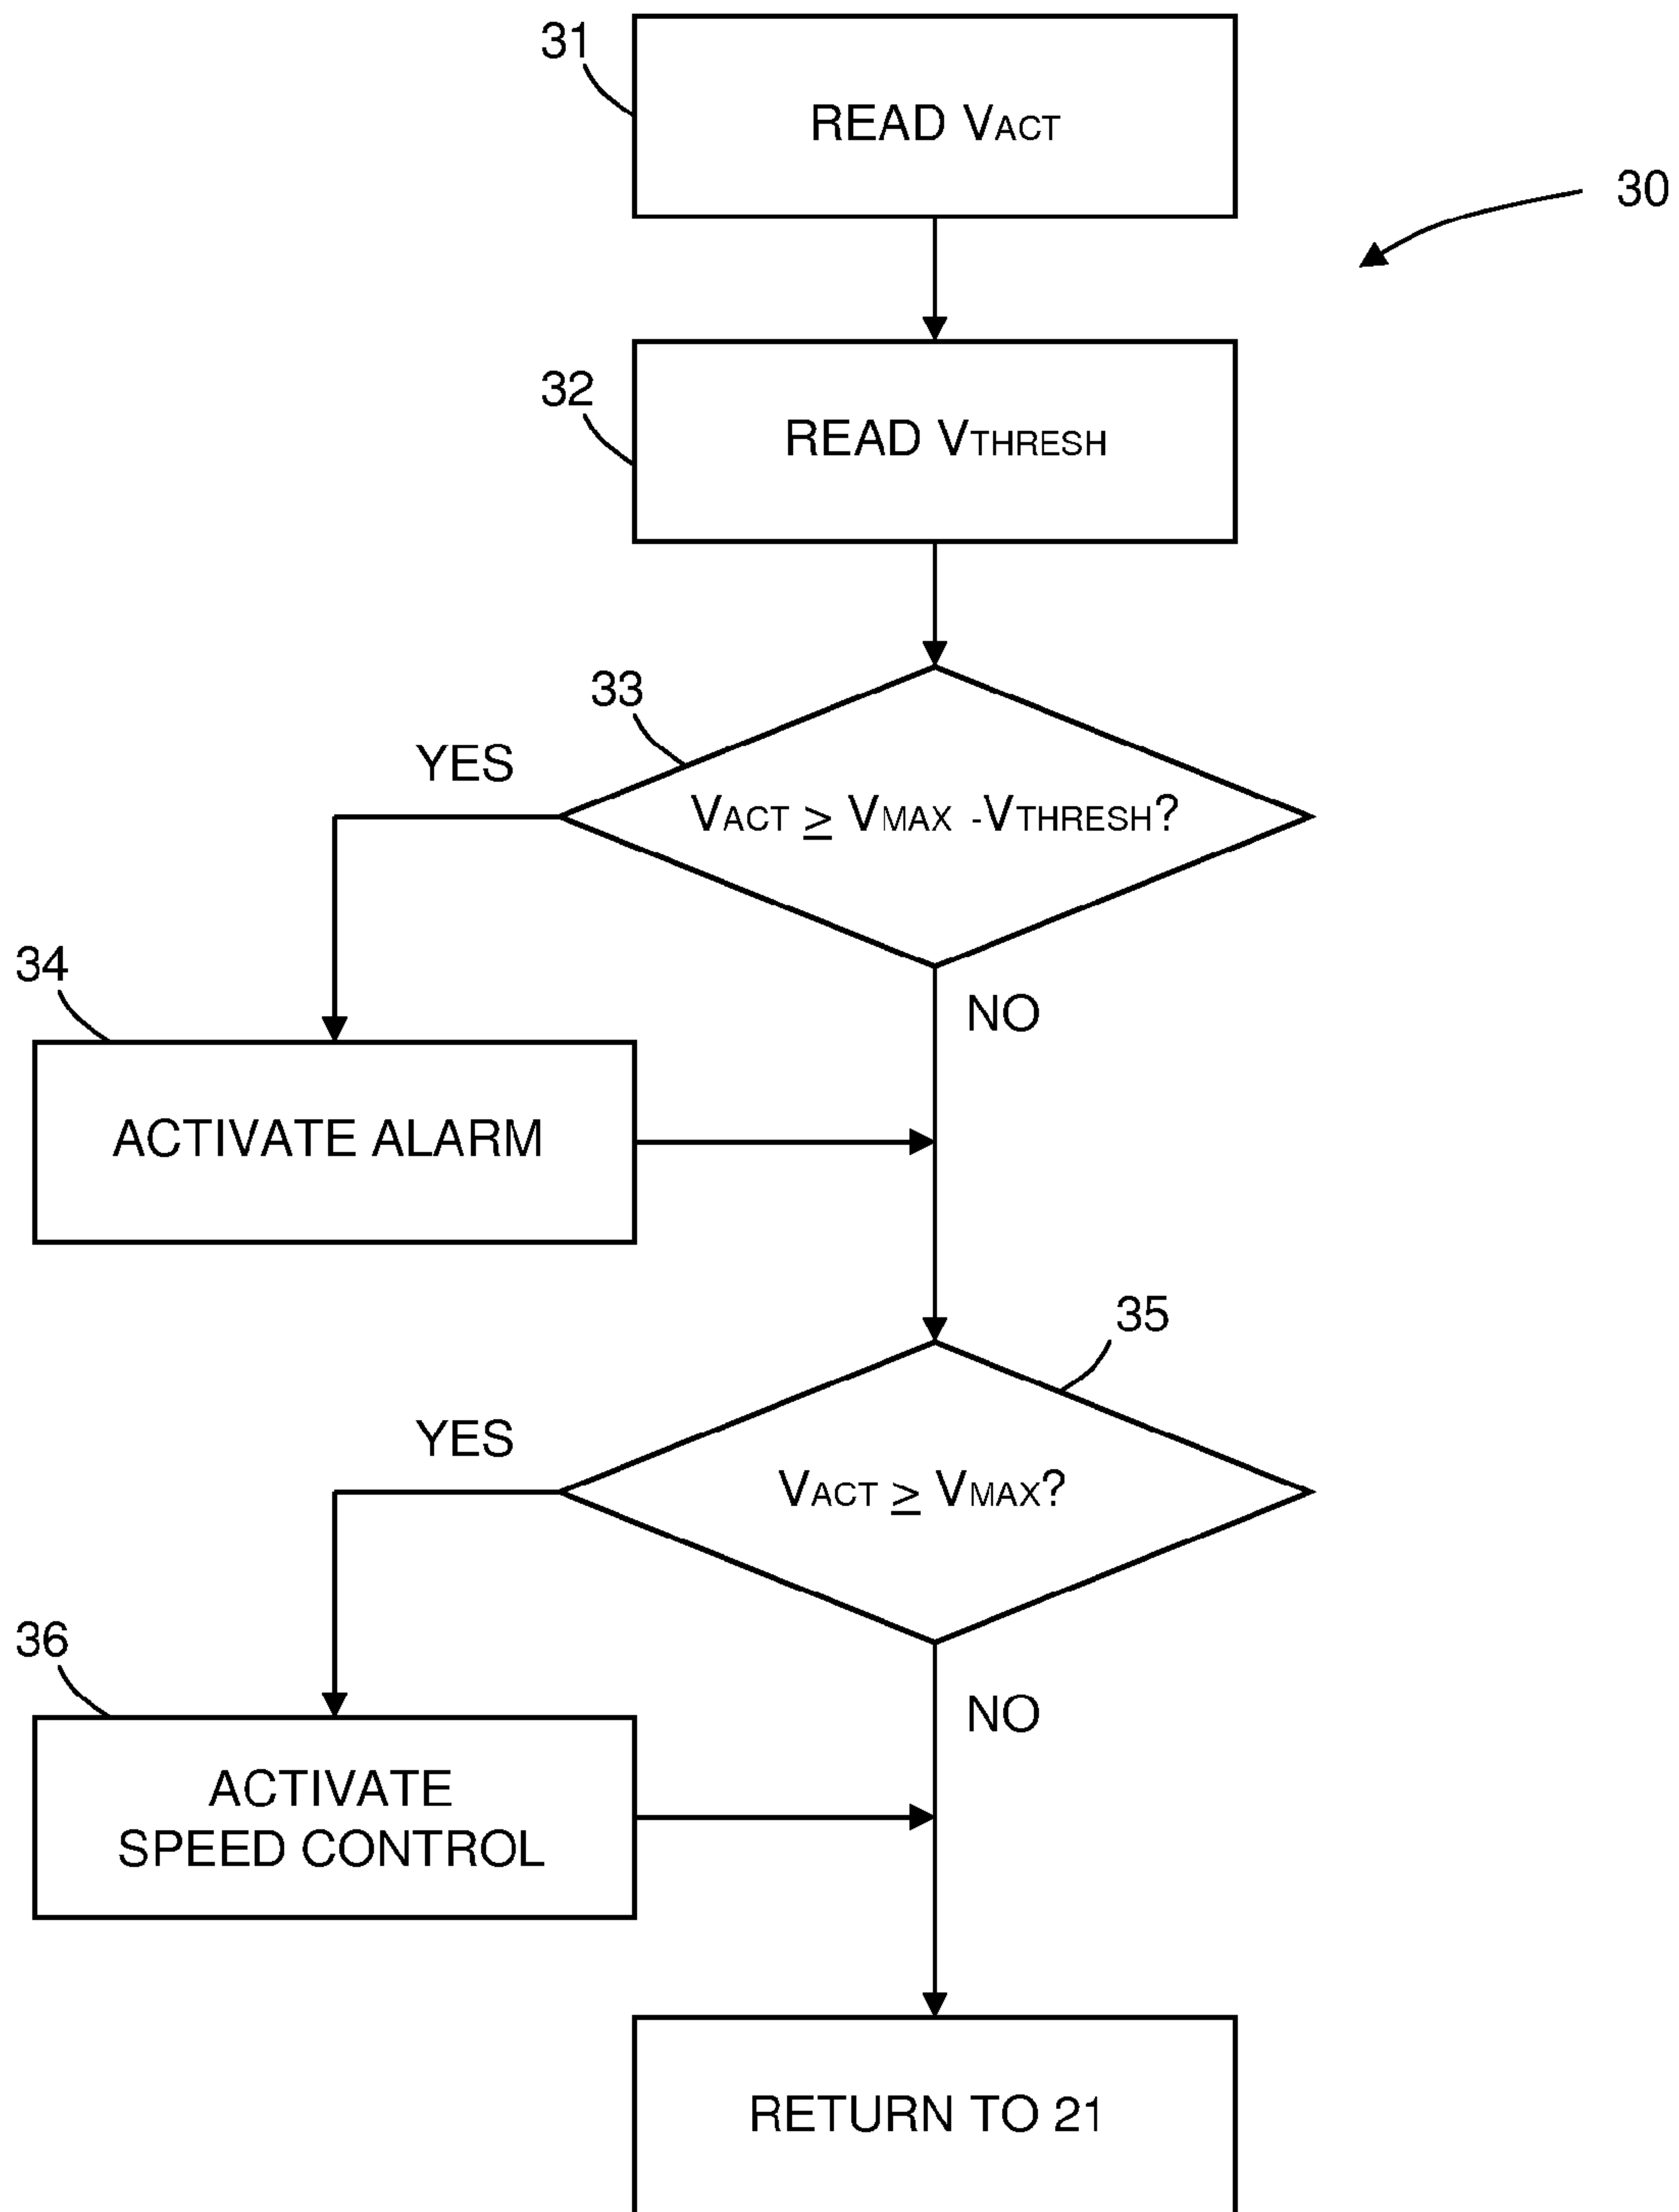 31
READ VACT
30
32
READ VTHRESH
33
YES
VACT ≥ VMAX -VTHRESH?
34
NO
ACTIVATE ALARM
35
YES
VACT ≥ VMAX?
36
NO
ACTIVATE
SPEED CONTROL
RETURN TO 21